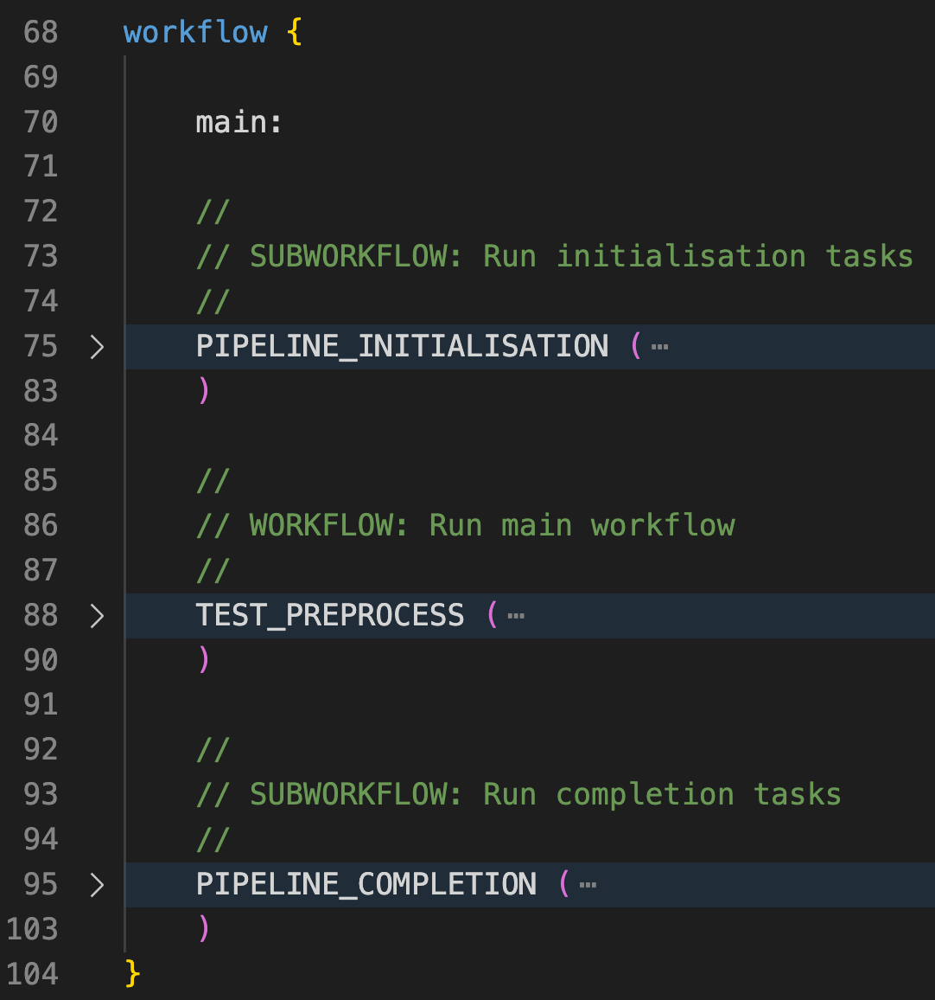 68 workflow {
69
70 main:
71
72 //
73 // SUBWORKFLOW: Run initialisation tasks
74 //
75 > PIPELINE_INITIALISATION ( ⋯
83 )
84
85 //
86 // WORKFLOW: Run main workflow
87 //
88 > TEST_PREPROCESS ( ⋯
90 )
91
92 //
93 // SUBWORKFLOW: Run completion tasks
94 //
95 > PIPELINE_COMPLETION ( ⋯
103 )
104 }